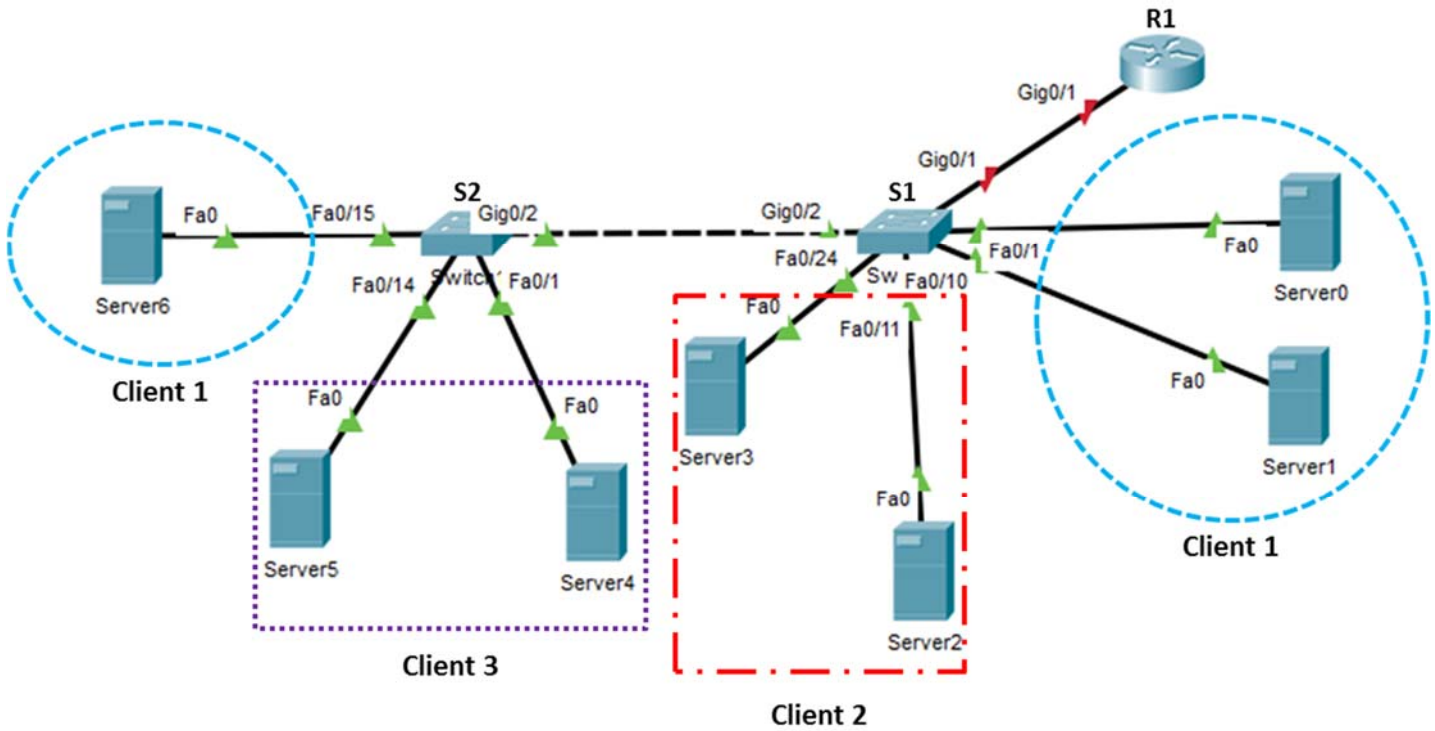 R1
Gig0/1
Gig0/1
S2
S1
Fa0
Fa0/15
Gig0/2
Gig0/2
Fa0/1
Fa0
Fa0/24
Fa0/14
Fa0/1
Sw
Fa0/10
Server6
Server0
Fa0
Fa0/11
Client 1
Fa0
Fa0
Fa0
Server3
Server1
Fa0
Client 1
Server5
Server4
Server2
Client 3
Client 2